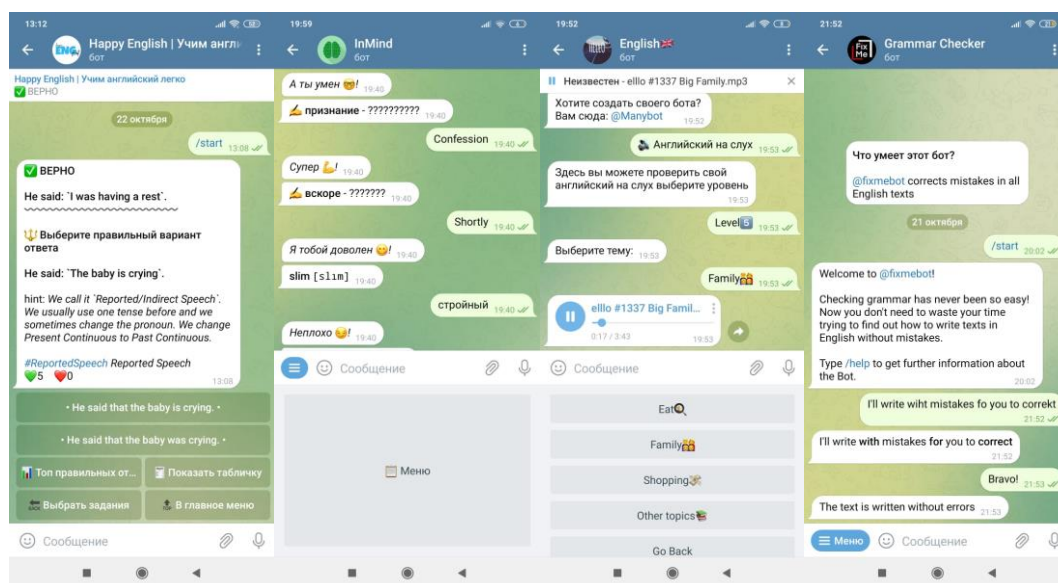 13:12
Happy English | Учим англ
бот
Happy English | Учим английский легко
✅ ВЕРНО
22 октября
/start 13:08
✅ ВЕРНО
He said: `I was having a rest`.
Выберите правильный вариант
ответа
He said: `The baby is crying`.
hint: We call it `Reported/Indirect Speech`.
We usually use one tense before and we
sometimes change the pronoun. We change
Present Continuous to Past Continuous.
#ReportedSpeech Reported Speech
💚5 ❤0
13:08
• He said that the baby is crying. •
• He said that the baby was crying. •
Топ правильных от...
Показать табличку
Выбрать задания
В главное меню
Сообщение
19:59
InMind
бот
А ты умен 🤓! 19:40
✍ признание - ?????????? 19:40
Confession 19:40
Супер 💪! 19:40
✍ вскоре - ??????? 19:40
Shortly 19:40
Я тобой доволен 😋! 19:40
slim [slɪm] 19:40
стройный 19:40
Неплохо 😏! 19:40
Сообщение
Меню
19:52
English
бот
Неизвестен - elllo #1337 Big Family.mp3
Хотите создать своего бота?
Вам сюда: @Manybot 19:52
Английский на слух 19:53
Здесь вы можете проверить свой
английский на слух выберите уровень
19:53
Level5️⃣ 19:53
Выберите тему: 19:53
Family 19:53
elllo #1337 Big Famil...
0:17 / 3:43 19:53
Сообщение
Eat
Family
Shopping
Other topics
Go Back
21:52
Fix
Me
Grammar Checker
бот
Что умеет этот бот?
@fixmebot corrects mistakes in all
English texts
21 октября
/start 20:02
Welcome to @fixmebot!
Checking grammar has never been so easy!
Now you don't need to waste your time
trying to find out how to write texts in
English without mistakes.
Type /help to get further information about
the Bot. 20:02
I'll write wiht mistakes fo you to correkt
21:52
I'll write with mistakes for you to correct
21:52
Bravo! 21:53
The text is written without errors 21:53
Меню
Сообщение